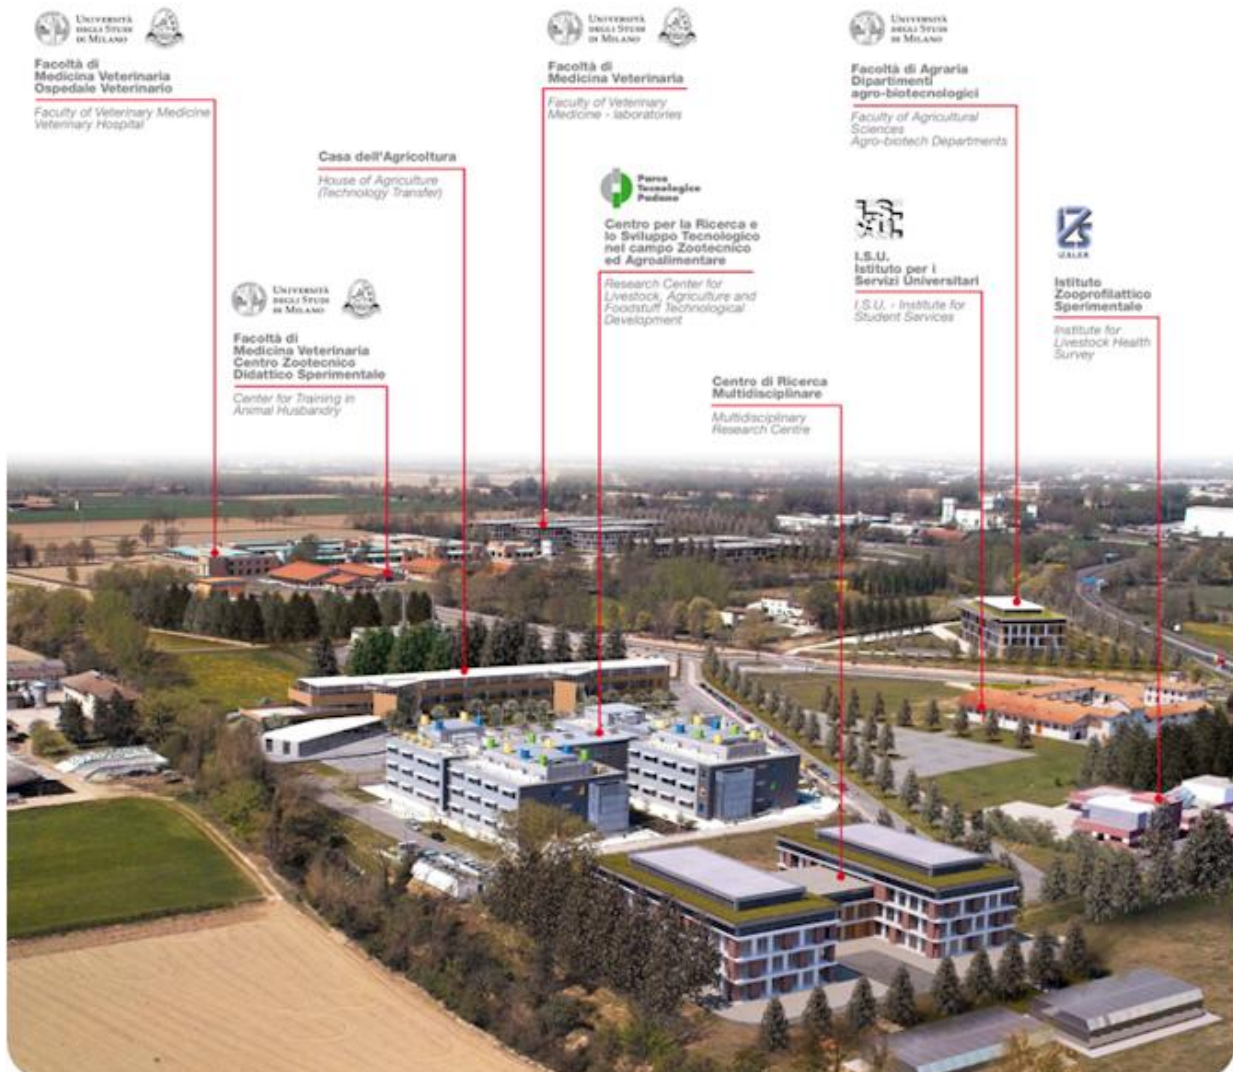 UNIVERSITÀ
DEGLI STUDI
DI MILANO
Facoltà di
Medicina Veterinaria
Ospedale Veterinario
Faculty of Veterinary Medicine
Veterinary Hospital
Casa dell'Agricoltura
House of Agriculture
(Technology Transfer)
UNIVERSITÀ
DEGLI STUDI
DI MILANO
Facoltà di
Medicina Veterinaria
Centro Zootecnico
Didattico Sperimentale
Center for Training in
Animal Husbandry
UNIVERSITÀ
DEGLI STUDI
DI MILANO
Facoltà di
Medicina Veterinaria
Faculty of Veterinary
Medicine - laboratories
Parco
Tecnologico
Padano
Centro per la Ricerca e
lo Sviluppo Tecnologico
nel campo Zootecnico
ed Agroalimentare
Research Center for
Livestock, Agriculture and
Foodstuff Technological
Development
Centro di Ricerca
Multidisciplinare
Multidisciplinary
Research Centre
UNIVERSITÀ
DEGLI STUDI
DI MILANO
Facoltà di Agraria
Dipartimenti
agro-biotecnologici
Faculty of Agricultural
Sciences
Agro-biotech Departments
I.S.U.
Istituto per i
Servizi Universitari
I.S.U. - Institute for
Student Services
IZS
Istituto
Zooprofilattico
Sperimentale
Institute for
Livestock Health
Survey